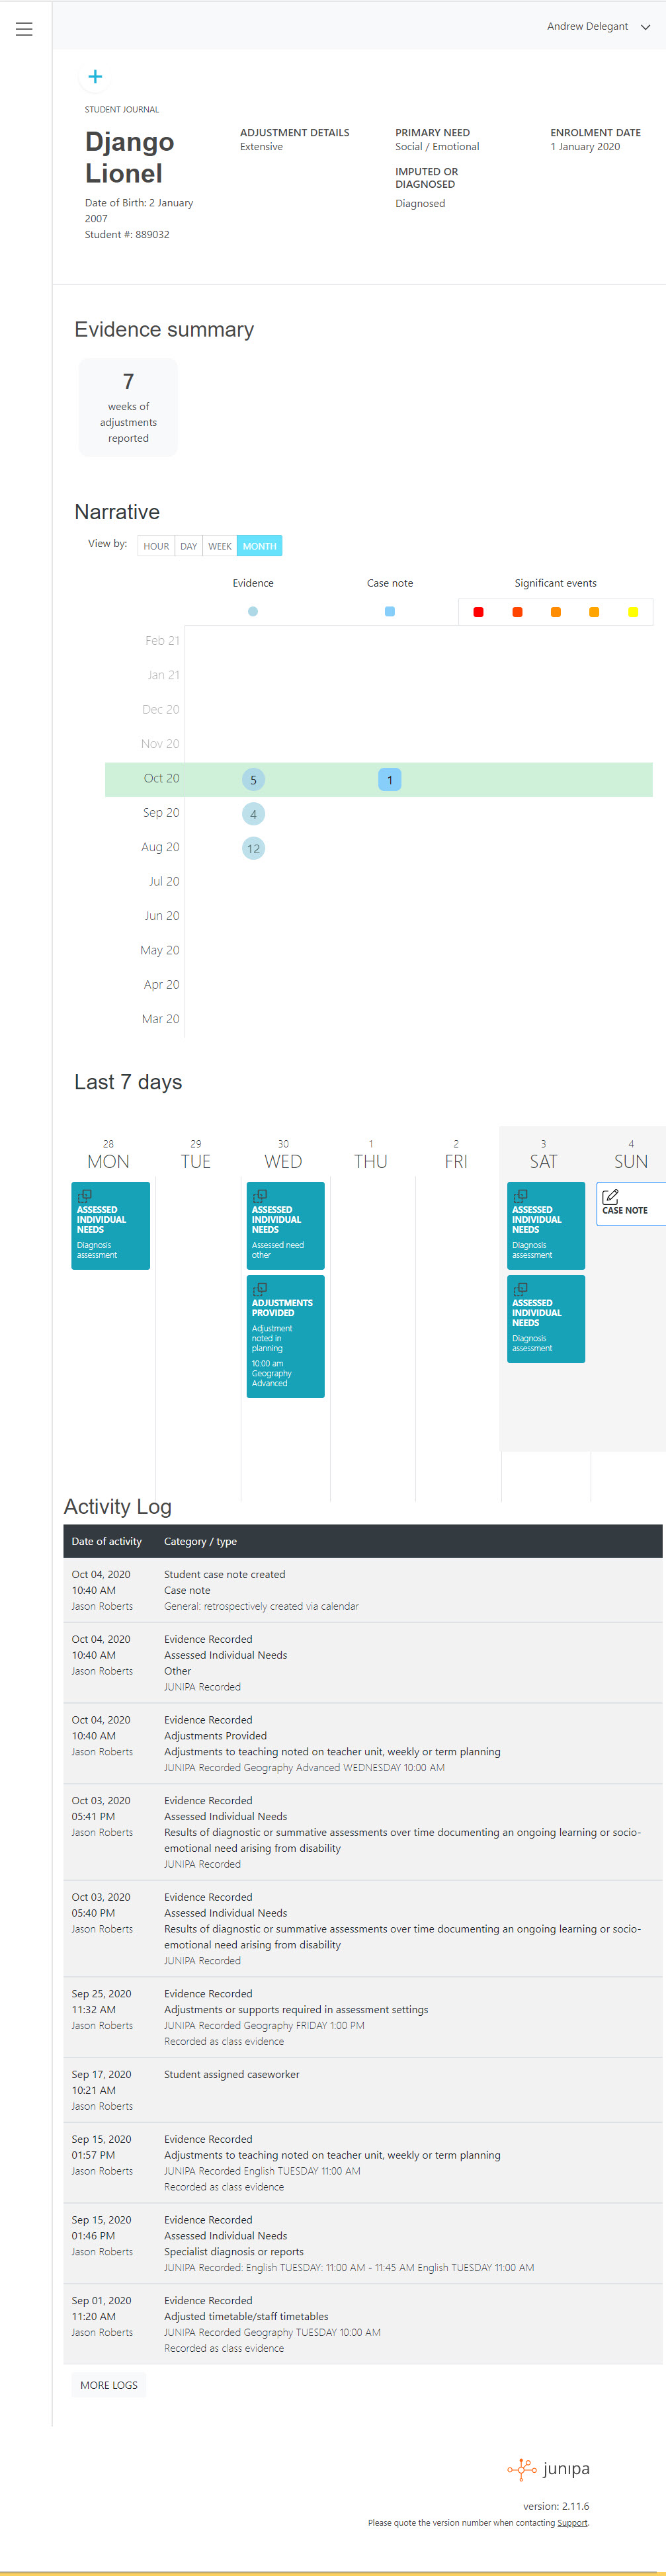 Andrew Delegant
STUDENT JOURNAL
Django
Lionel
Date of Birth: 2 January
2007
Student #: 889032
ADJUSTMENT DETAILS
Extensive
PRIMARY NEED
Social / Emotional
IMPUTED OR
DIAGNOSED
Diagnosed
ENROLMENT DATE
1 January 2020
Evidence summary
7
weeks of
adjustments
reported
Narrative
View by: HOUR DAY WEEK MONTH
Evidence Case note Significant events
Feb 21
Jan 21
Dec 20
Nov 20
Oct 20 5 1
Sep 20 4
Aug 20 12
Jul 20
Jun 20
May 20
Apr 20
Mar 20
Last 7 days
28 29 30 1 2 3 4
MON TUE WED THU FRI SAT SUN
ASSESSED
INDIVIDUAL
NEEDS
Diagnosis
assessment
ASSESSED
INDIVIDUAL
NEEDS
Assessed need
other
ADJUSTMENTS
PROVIDED
Adjustment
noted in
planning
10:00 am
Geography
Advanced
ASSESSED
INDIVIDUAL
NEEDS
Diagnosis
assessment
ASSESSED
INDIVIDUAL
NEEDS
Diagnosis
assessment
CASE NOTE
Activity Log
Date of activity Category / type
Oct 04, 2020 Student case note created
10:40 AM Case note
Jason Roberts General: retrospectively created via calendar
Oct 04, 2020 Evidence Recorded
10:40 AM Assessed Individual Needs
Jason Roberts Other
JUNIPA Recorded
Oct 04, 2020 Evidence Recorded
10:40 AM Adjustments Provided
Jason Roberts Adjustments to teaching noted on teacher unit, weekly or term planning
JUNIPA Recorded Geography Advanced WEDNESDAY 10:00 AM
Oct 03, 2020 Evidence Recorded
05:41 PM Assessed Individual Needs
Jason Roberts Results of diagnostic or summative assessments over time documenting an ongoing learning or socio-
emotional need arising from disability
JUNIPA Recorded
Oct 03, 2020 Evidence Recorded
05:40 PM Assessed Individual Needs
Jason Roberts Results of diagnostic or summative assessments over time documenting an ongoing learning or socio-
emotional need arising from disability
JUNIPA Recorded
Sep 25, 2020 Evidence Recorded
11:32 AM Adjustments or supports required in assessment settings
Jason Roberts JUNIPA Recorded Geography FRIDAY 1:00 PM
Recorded as class evidence
Sep 17, 2020 Student assigned caseworker
10:21 AM
Jason Roberts
Sep 15, 2020 Evidence Recorded
01:57 PM Adjustments to teaching noted on teacher unit, weekly or term planning
Jason Roberts JUNIPA Recorded English TUESDAY 11:00 AM
Recorded as class evidence
Sep 15, 2020 Evidence Recorded
01:46 PM Assessed Individual Needs
Jason Roberts Specialist diagnosis or reports
JUNIPA Recorded: English TUESDAY: 11:00 AM - 11:45 AM English TUESDAY 11:00 AM
Sep 01, 2020 Evidence Recorded
11:20 AM Adjusted timetable/staff timetables
Jason Roberts JUNIPA Recorded Geography TUESDAY 10:00 AM
Recorded as class evidence
MORE LOGS
junipa
version: 2.11.6
Please quote the version number when contacting Support.